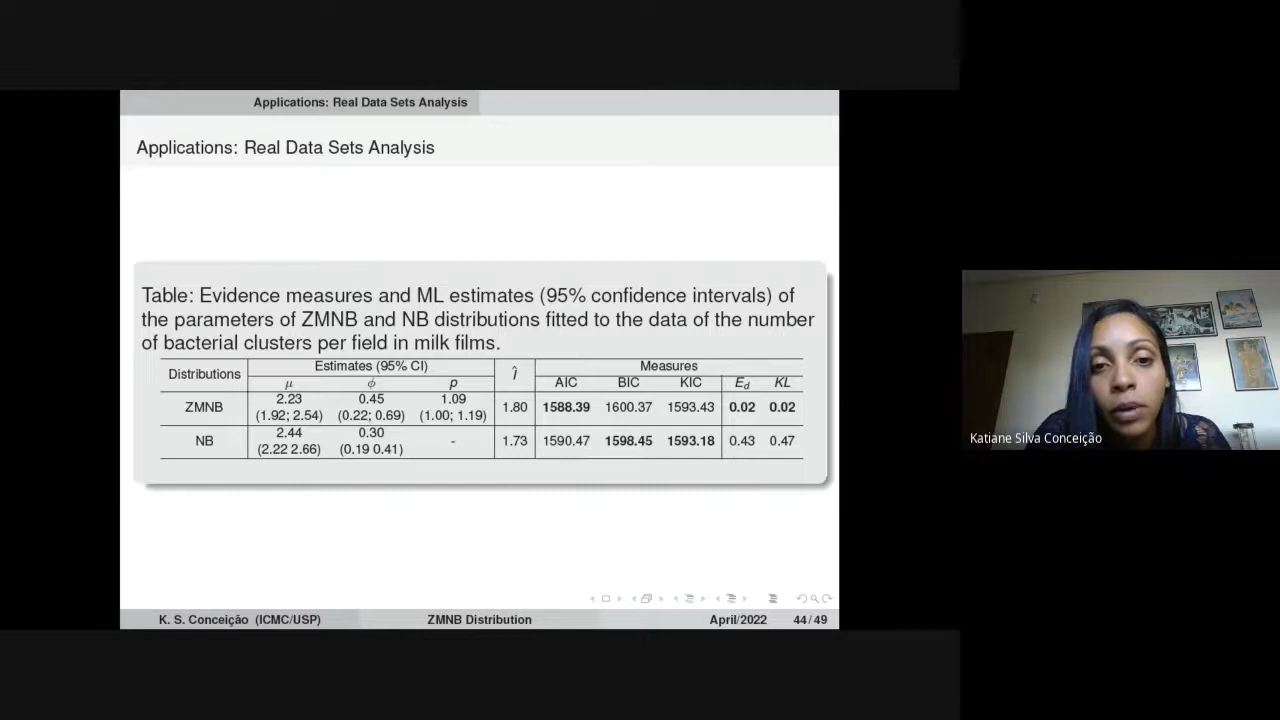 Applications: Real Data Sets Analysis
Applications: Real Data Sets Analysis
Table: Evidence measures and ML estimates (95% confidence intervals) of
the parameters of ZMNB and NB distributions fitted to the data of the number
of bacterial clusters per field in milk films.
Distributions Estimates (95% CI) Î Measures
μ ϕ p AIC BIC KIC E_d KL
ZMNB 2.23 0.45 1.09 1.80 1588.39 1600.37 1593.43 0.02 0.02
(1.92; 2.54) (0.22; 0.69) (1.00; 1.19)
NB 2.44 0.30 - 1.73 1590.47 1598.45 1593.18 0.43 0.47
(2.22 2.66) (0.19 0.41)
K. S. Conceição (ICMC/USP) ZMNB Distribution April/2022 44/49
Katiane Silva Conceição